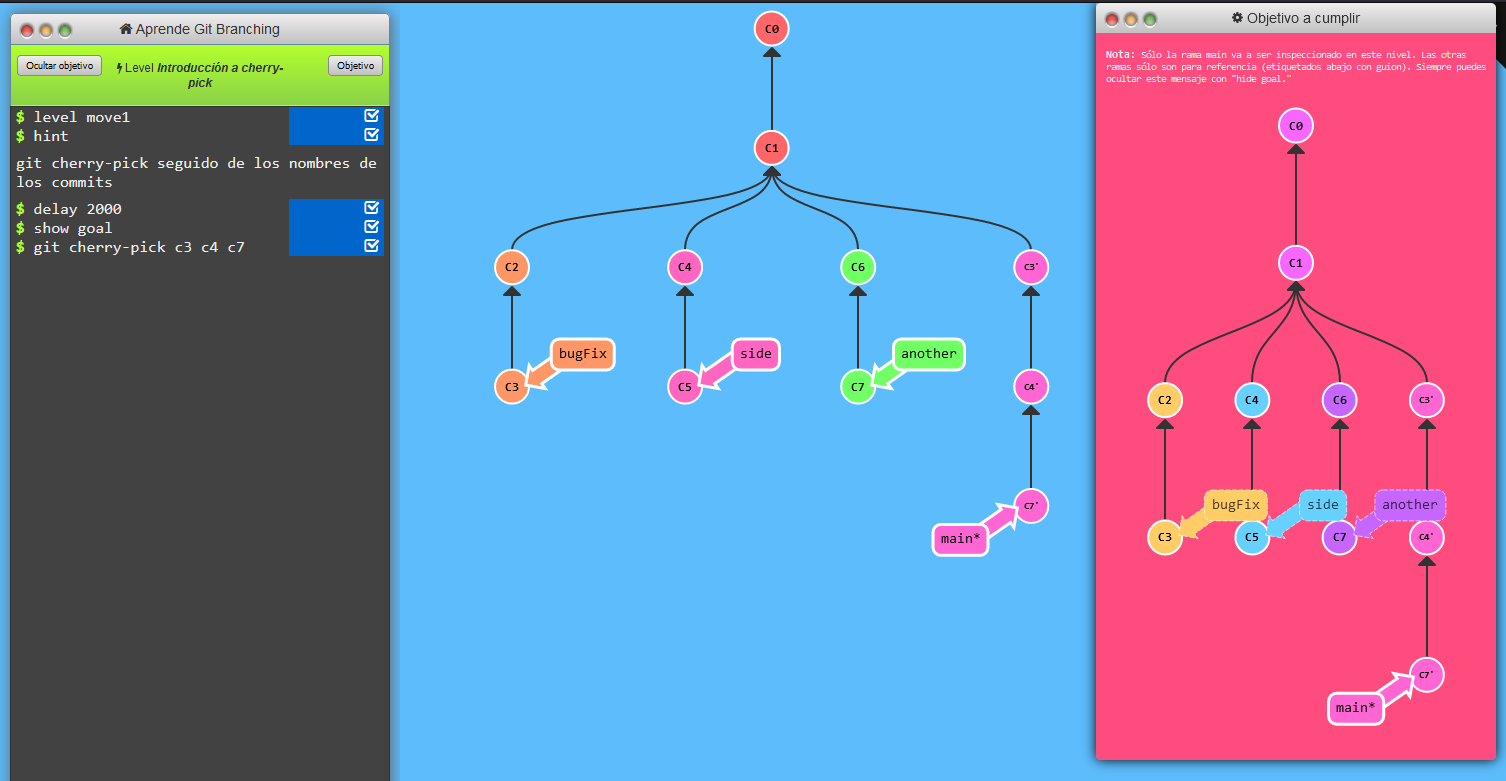 Aprende Git Branching
Ocultar objetivo
Level Introducción a cherry-
pick
Objetivo
$ level move1
$ hint
git cherry-pick seguido de los nombres de
los commits
$ delay 2000
$ show goal
$ git cherry-pick c3 c4 c7
C0
C1
C2
C4
C6
C3'
bugFix
side
another
C3
C5
C7
C4'
C7'
main*
Objetivo a cumplir
Nota: Sólo la rama main va a ser inspeccionado en este nivel. Las otras
ramas sólo son para referencia (etiquetados abajo con guion). Siempre puedes
ocultar este mensaje con "hide goal."
C0
C1
C2
C4
C6
C3'
bugFix
side
another
C3
C5
C7
C4'
C7'
main*